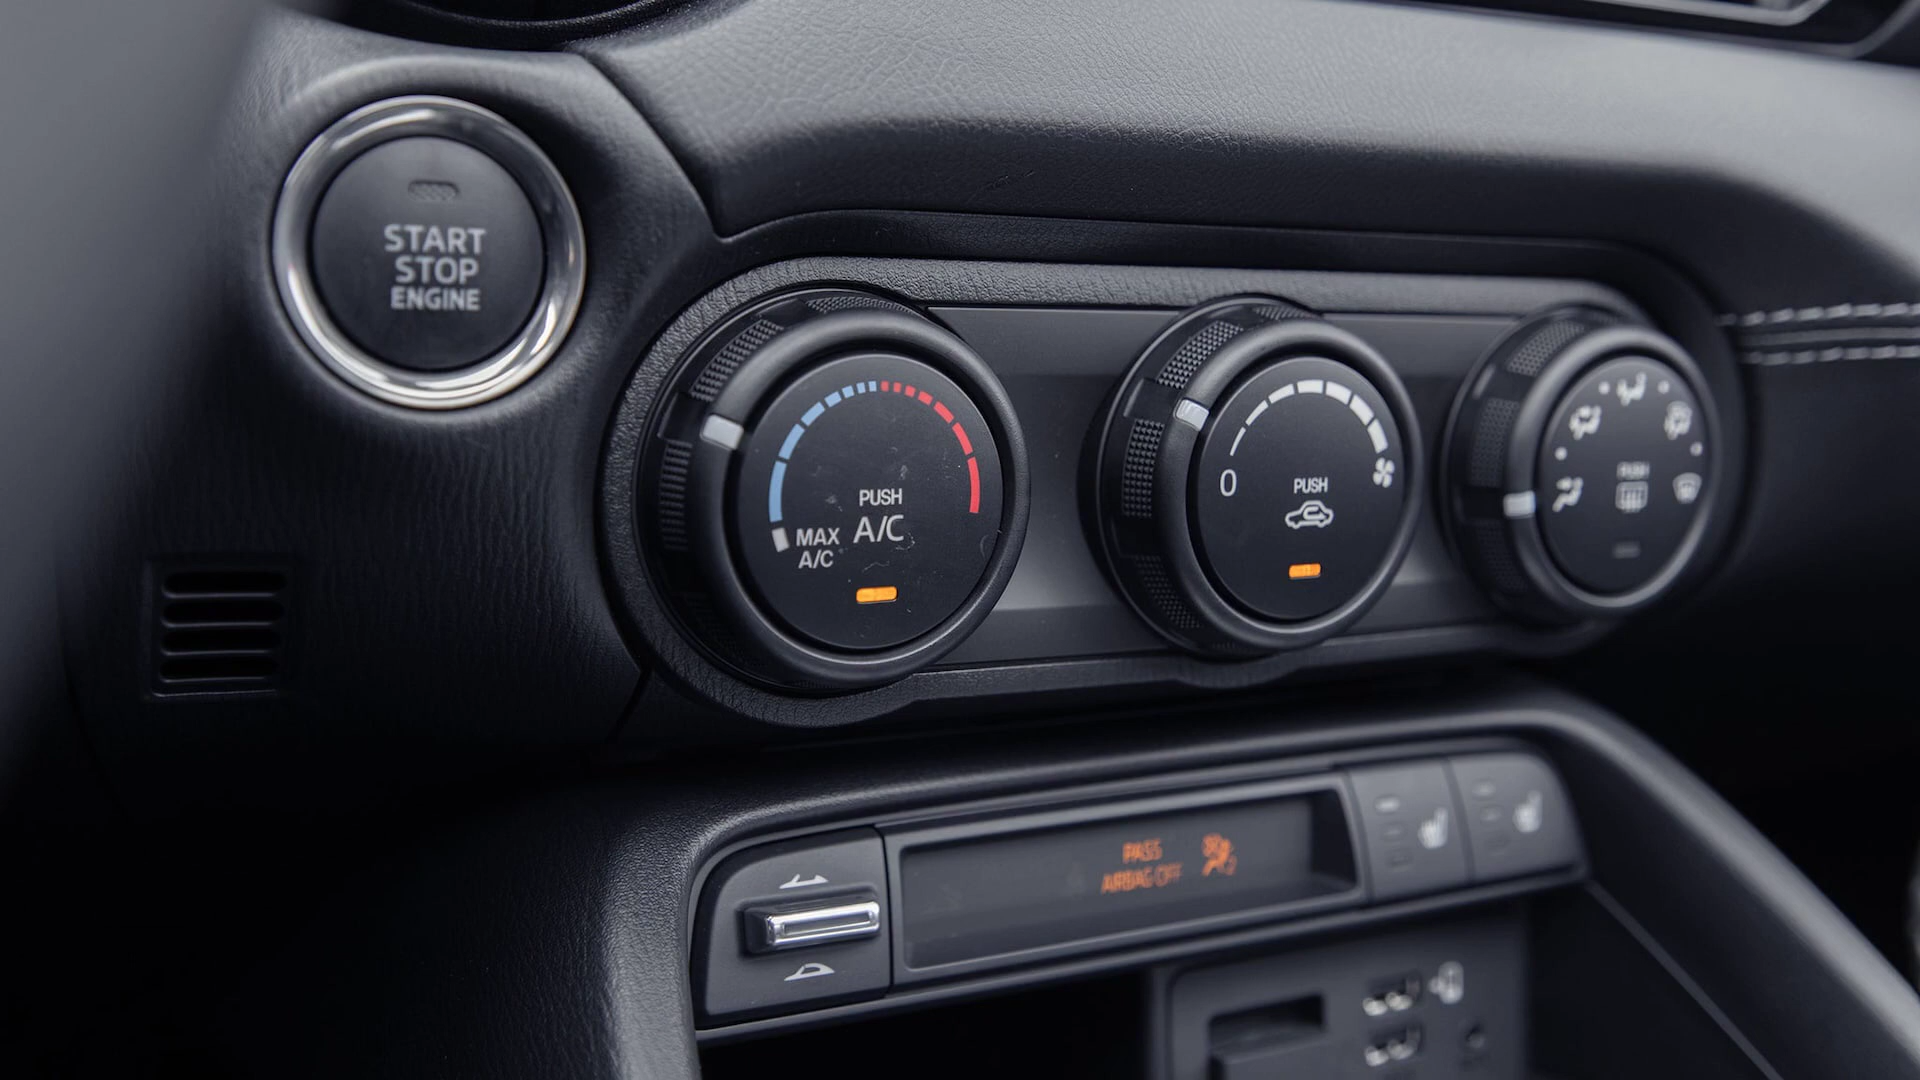 START
STOP
ENGINE
PUSH
A/C
MAX
A/C
0
PUSH
PUSH
PASS
AIRBAG OFF